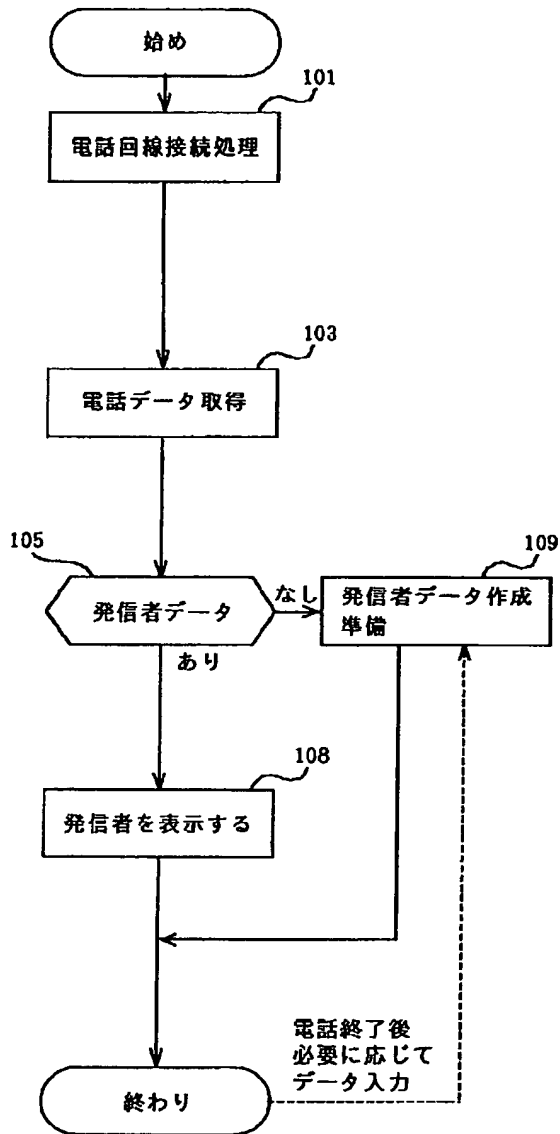 始め
101
電話回線接続処理
103
電話データ取得
105
発信者データ
なし
109
発信者データ作成
準備
あり
108
発信者を表示する
電話終了後
必要に応じて
データ入力
終わり